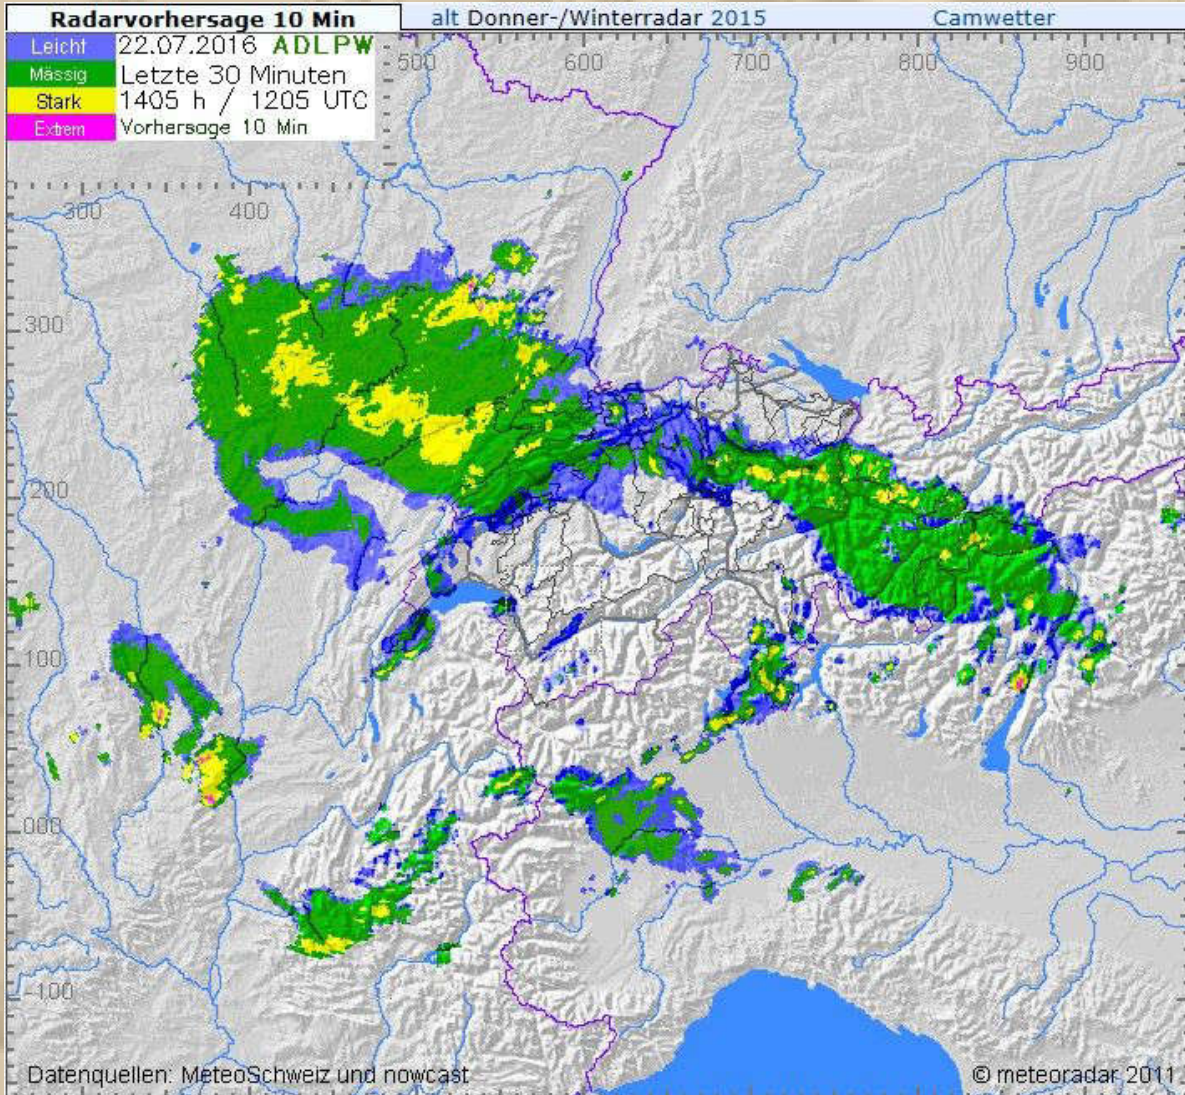 Radarvorhersage 10 Min
alt Donner-/Winterradar 2015
Camwetter
Leicht
22.07.2016 ADLPW
Mässig
Letzte 30 Minuten
Stark
1405 h / 1205 UTC
Extrem
Vorhersage 10 Min
500
600
700
800
900
300
400
300
200
100
000
-100
Datenquellen: MeteoSchweiz und nowcast
© meteoradar 2011